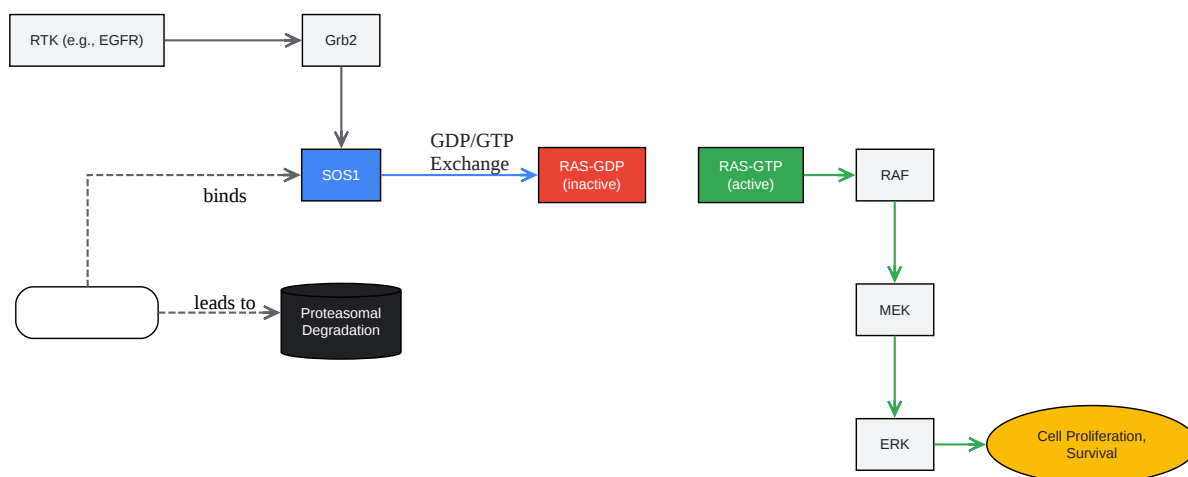 RTK (e.g., EGFR)
Grb2
GDP/GTP
Exchange
SOS1
RAS-GDP
(inactive)
RAS-GTP
(active)
RAF
binds
leads to
Proteasomal
Degradation
MEK
ERK
Cell Proliferation,
Survival